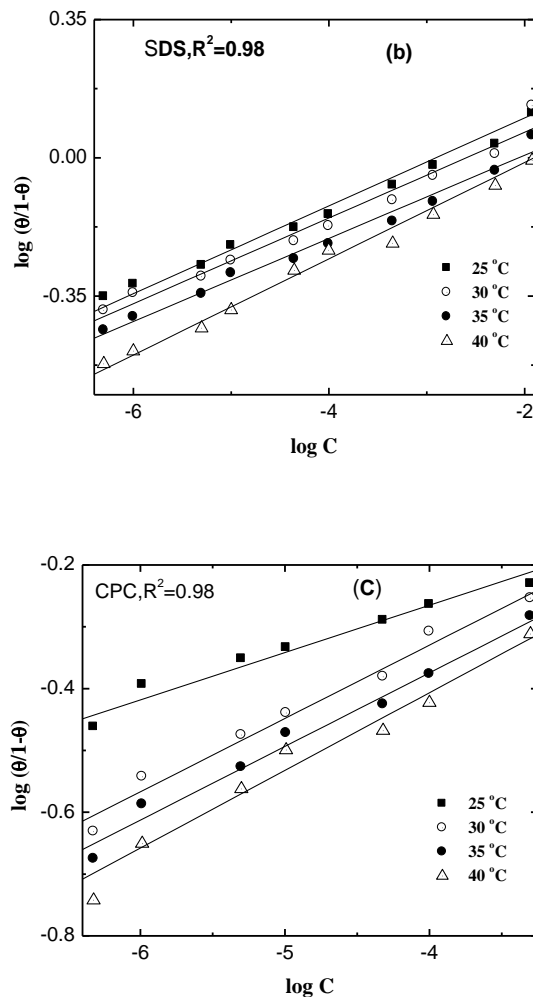 0.35
SDS,R²=0.98
(b)
0.00
log (θ/1-θ)
-0.35
25 °C
30 °C
35 °C
40 °C
-6 -5 -4 -3 -2
log C
-0.2
CPC,R²=0.98
(C)
-0.4
log (θ/1-θ)
-0.6
25 °C
30 °C
35 °C
40 °C
-0.8
-6 -5 -4
log C